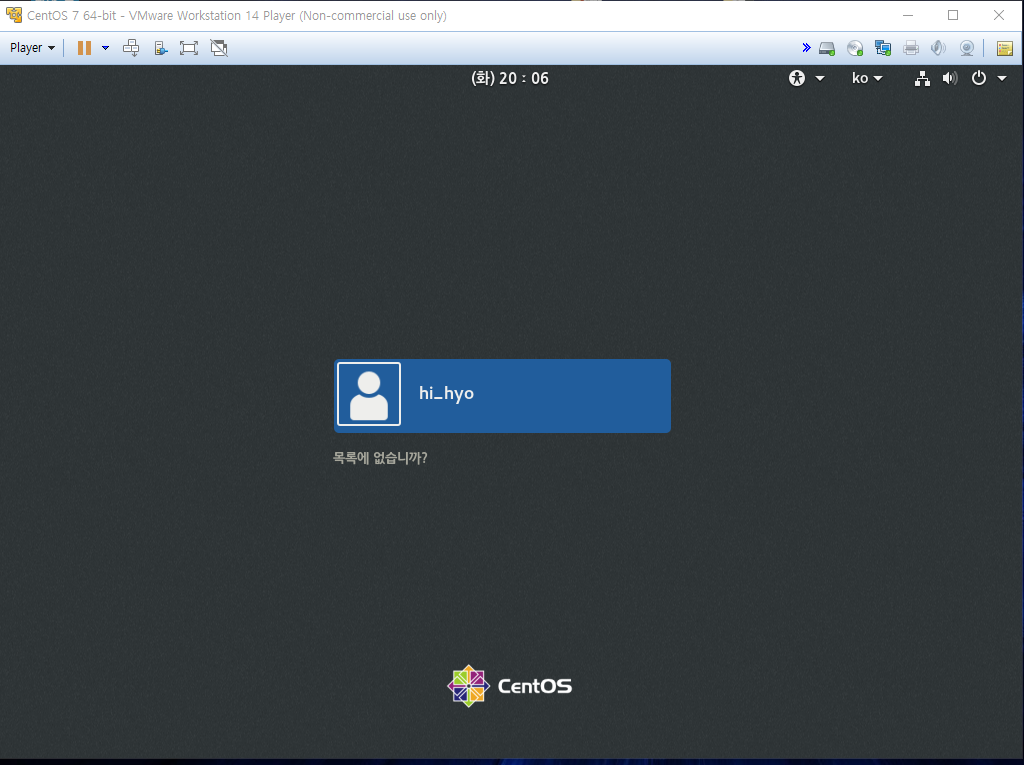 CentOS 7 64-bit - VMware Workstation 14 Player (Non-commercial use only)
Player
(화) 20 : 06
ko
hi_hyo
목록에 없습니까?
CentOS